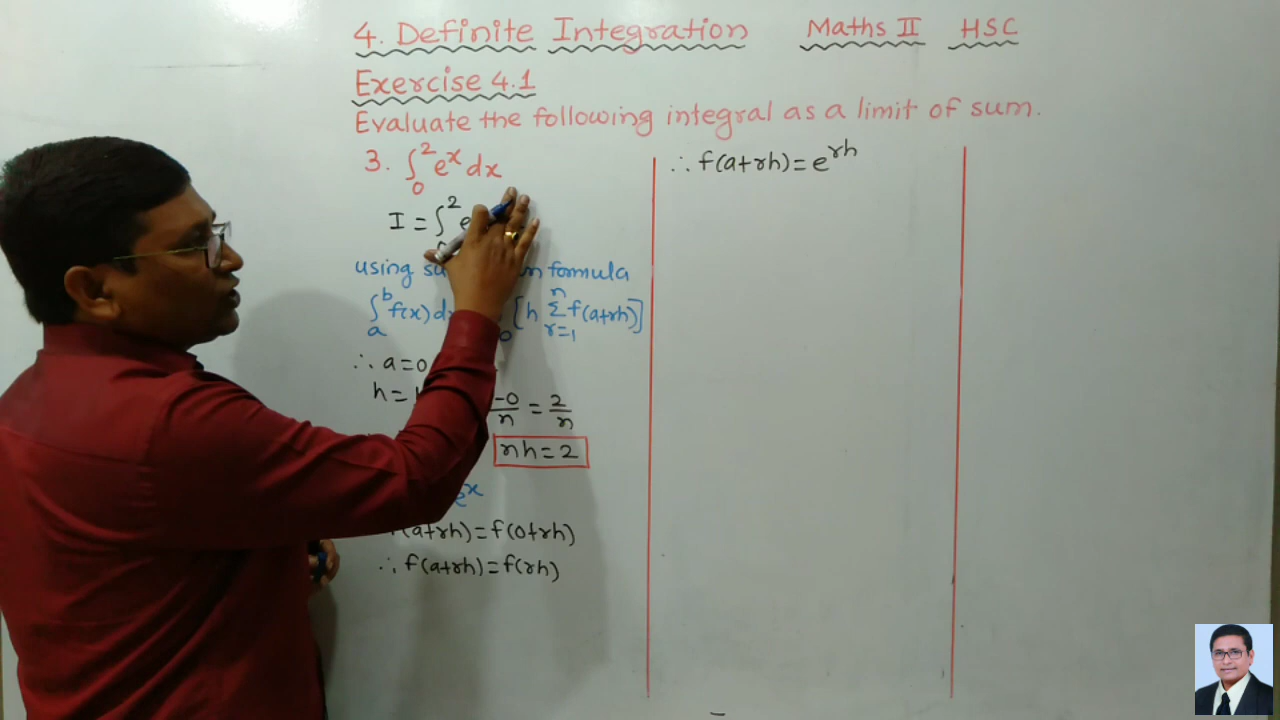 4. Definite Integration Maths II HSC
Exercise 4.1
Evaluate the following integral as a limit of sum.
3. ∫₀² eˣ dx
I = ∫²
using formula
∫ₐᵇ f(x) d [h Σⁿᵣ₌₁ f(a+rh)]
∴ a=0
h = -0/n = 2/n
nh = 2
eˣ
(a+rh) = f(0+rh)
∴ f(a+rh) = f(rh)
∴ f(a+rh) = e^rh